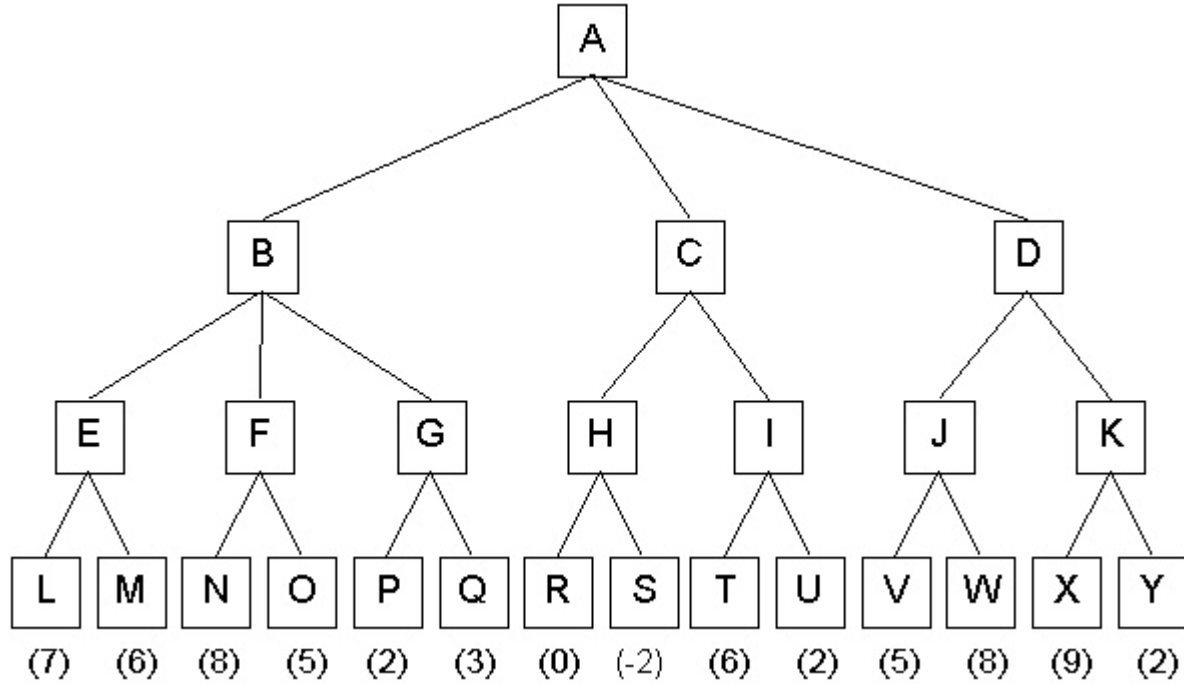 A
B C D
E F G H I J K
L M N O P Q R S T U V W X Y
(7) (6) (8) (5) (2) (3) (0) (-2) (6) (2) (5) (8) (9) (2)